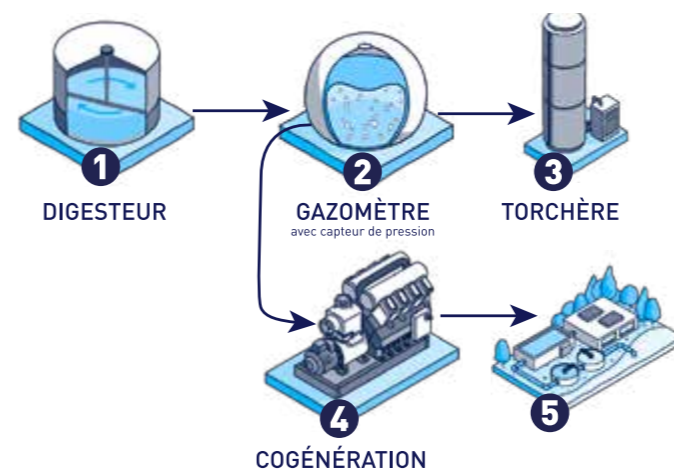 1
DIGESTEUR
2
GAZOMÈTRE
avec capteur de pression
3
TORCHÈRE
4
COGÉNÉRATION
5